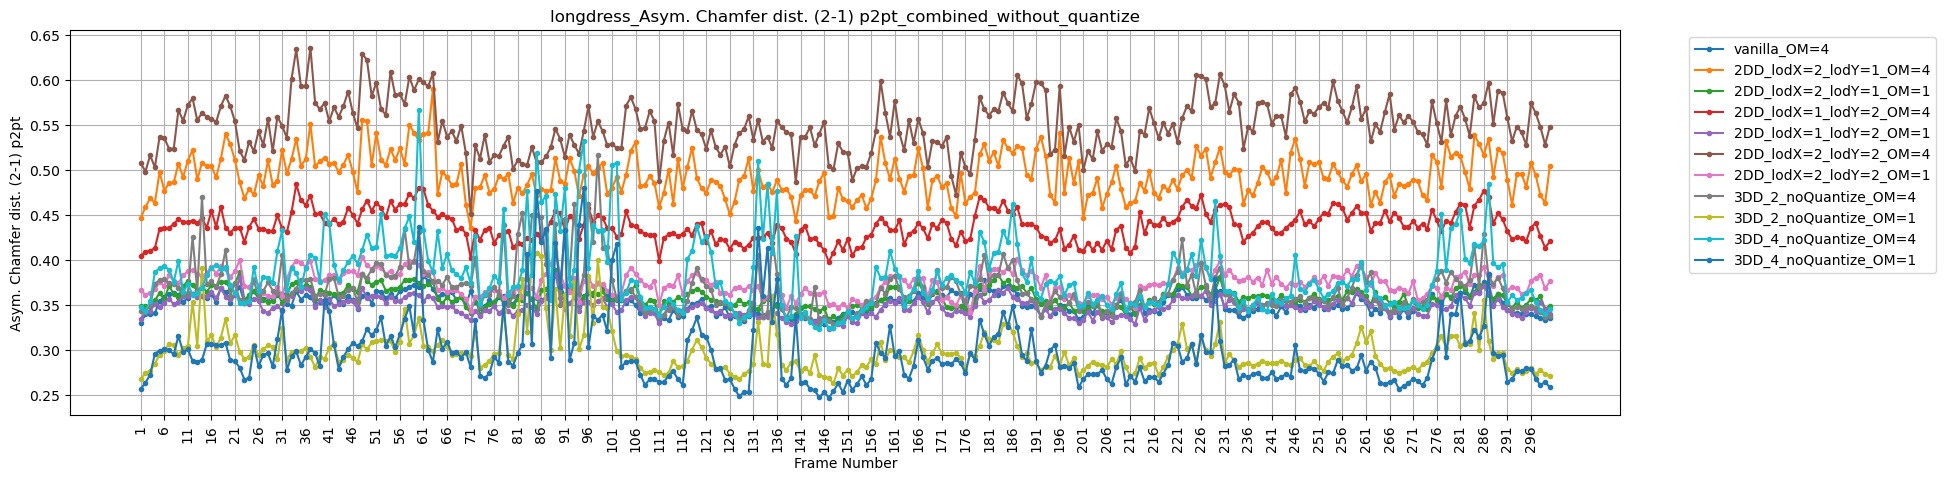 longdress_Asym. Chamfer dist. (2-1) p2pt_combined_without_quantize
Asym. Chamfer dist. (2-1) p2pt
0.65
0.60
0.55
0.50
0.45
0.40
0.35
0.30
0.25
1 6 11 16 21 26 31 36 41 46 51 56 61 66 71 76 81 86 91 96 101 106 111 116 121 126 131 136 141 146 151 156 161 166 171 176 181 186 191 196 201 206 211 216 221 226 231 236 241 246 251 256 261 266 271 276 281 286 291 296
Frame Number
vanilla_OM=4
2DD_lodX=2_lodY=1_OM=4
2DD_lodX=2_lodY=1_OM=1
2DD_lodX=1_lodY=2_OM=4
2DD_lodX=1_lodY=2_OM=1
2DD_lodX=2_lodY=2_OM=4
2DD_lodX=2_lodY=2_OM=1
3DD_2_noQuantize_OM=4
3DD_2_noQuantize_OM=1
3DD_4_noQuantize_OM=4
3DD_4_noQuantize_OM=1